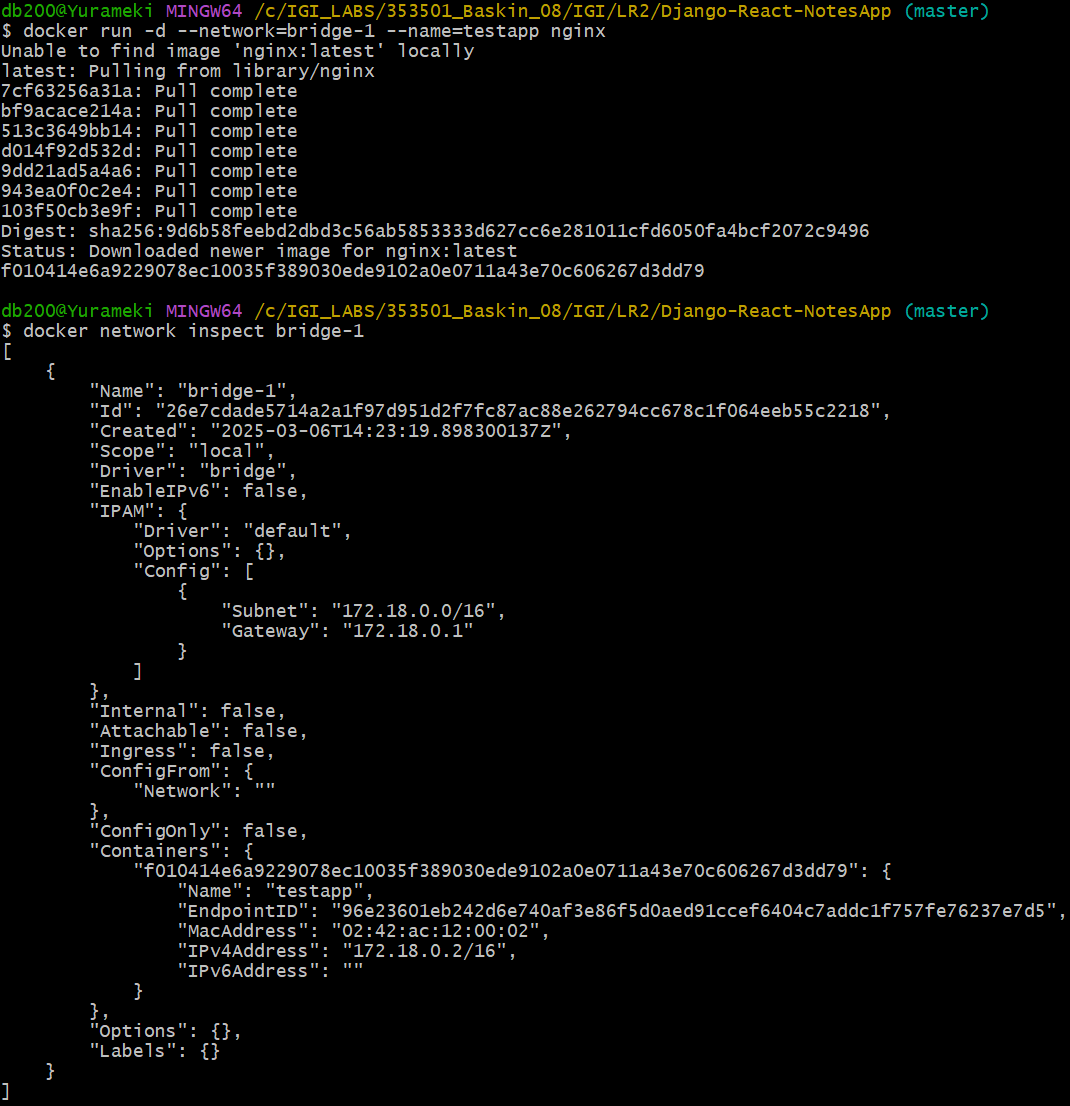 db200@Yurameki MINGW64 /c/IGI_LABS/353501_Baskin_08/IGI/LR2/Django-React-NotesApp (master)
$ docker run -d --network=bridge-1 --name=testapp nginx
Unable to find image 'nginx:latest' locally
latest: Pulling from library/nginx
7cf63256a31a: Pull complete
bf9acace214a: Pull complete
513c3649bb14: Pull complete
d014f92d532d: Pull complete
9dd21ad5a4a6: Pull complete
943ea0f0c2e4: Pull complete
103f50cb3e9f: Pull complete
Digest: sha256:9d6b58feebd2dbd3c56ab5853333d627cc6e281011cfd6050fa4bcf2072c9496
Status: Downloaded newer image for nginx:latest
f010414e6a9229078ec10035f389030ede9102a0e0711a43e70c606267d3dd79

db200@Yurameki MINGW64 /c/IGI_LABS/353501_Baskin_08/IGI/LR2/Django-React-NotesApp (master)
$ docker network inspect bridge-1
[
    {
        "Name": "bridge-1",
        "Id": "26e7cdade5714a2a1f97d951d2f7fc87ac88e262794cc678c1f064eeb55c2218",
        "Created": "2025-03-06T14:23:19.898300137Z",
        "Scope": "local",
        "Driver": "bridge",
        "EnableIPv6": false,
        "IPAM": {
            "Driver": "default",
            "Options": {},
            "Config": [
                {
                    "Subnet": "172.18.0.0/16",
                    "Gateway": "172.18.0.1"
                }
            ]
        },
        "Internal": false,
        "Attachable": false,
        "Ingress": false,
        "ConfigFrom": {
            "Network": ""
        },
        "ConfigOnly": false,
        "Containers": {
            "f010414e6a9229078ec10035f389030ede9102a0e0711a43e70c606267d3dd79": {
                "Name": "testapp",
                "EndpointID": "96e23601eb242d6e740af3e86f5d0aed91ccef6404c7addc1f757fe76237e7d5",
                "MacAddress": "02:42:ac:12:00:02",
                "IPv4Address": "172.18.0.2/16",
                "IPv6Address": ""
            }
        },
        "Options": {},
        "Labels": {}
    }
]